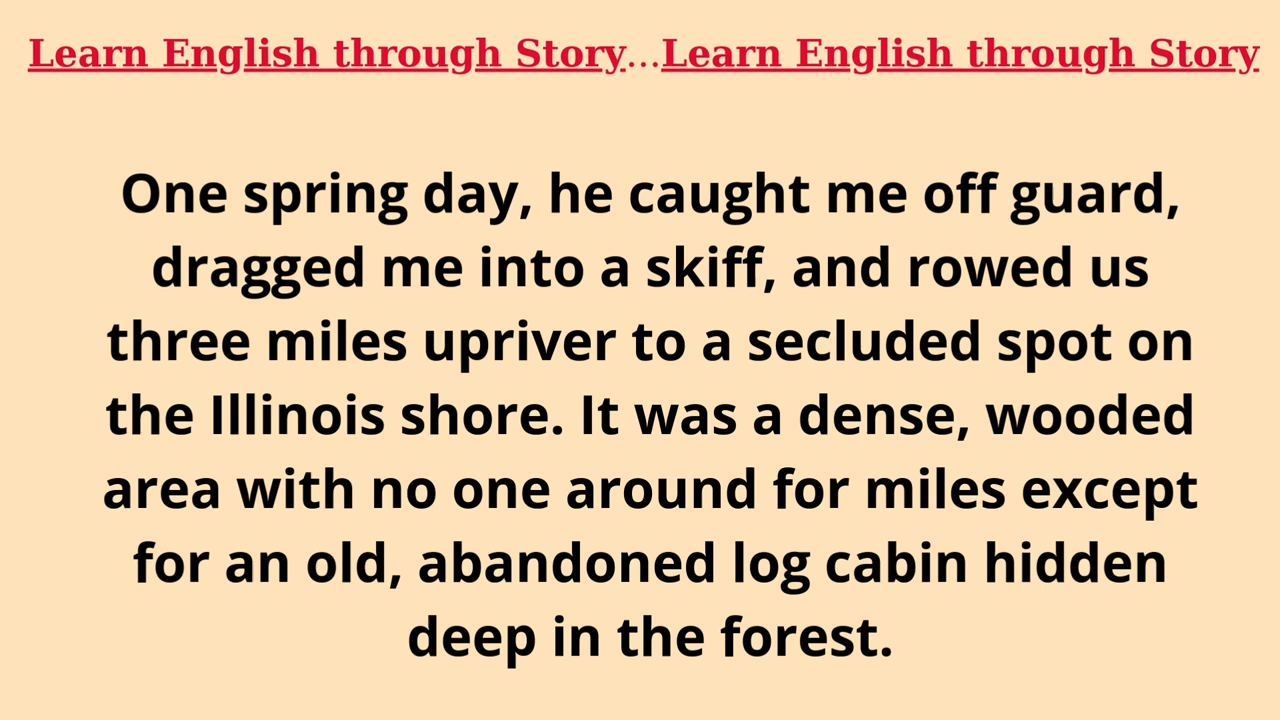 Learn English through Story...Learn English through Story
One spring day, he caught me off guard,
dragged me into a skiff, and rowed us
three miles upriver to a secluded spot on
the Illinois shore. It was a dense, wooded
area with no one around for miles except
for an old, abandoned log cabin hidden
deep in the forest.